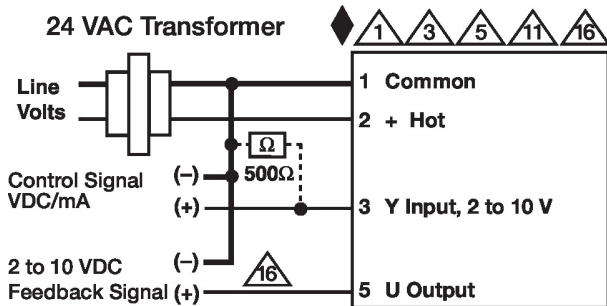 24 VAC Transformer
1 3 5 11 16
Line
Volts
1 Common
2 + Hot
Ω
500Ω
Control Signal (-)
VDC/mA (+)
3 Y Input, 2 to 10 V
2 to 10 VDC (-)
16
Feedback Signal (+)
5 U Output